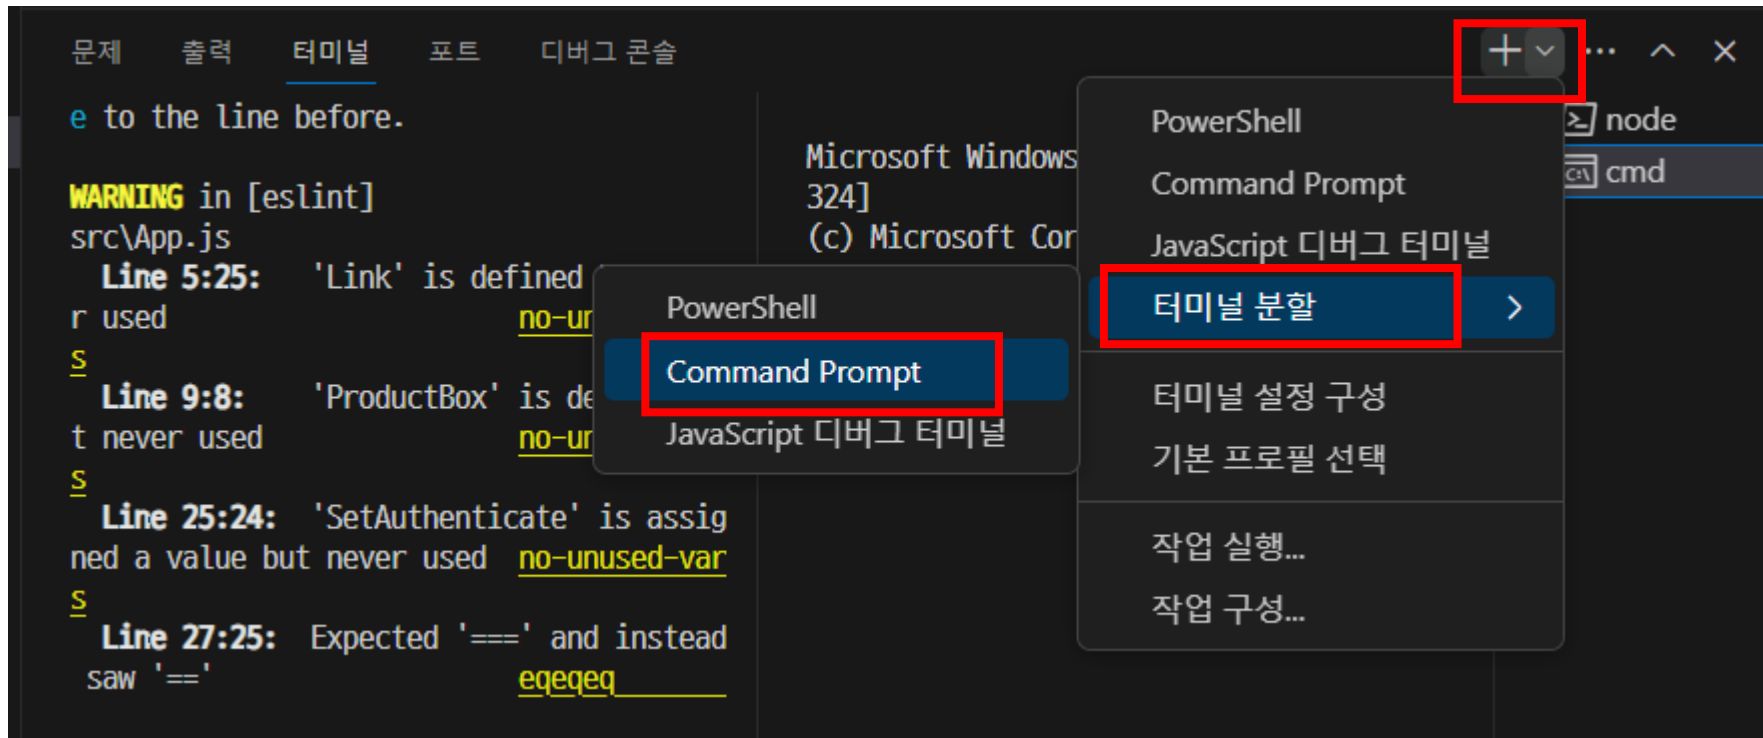 문제 출력 터미널 포트 디버그 콘솔
e to the line before.
WARNING in [eslint]
src\App.js
Line 5:25: 'Link' is defined
r used no-un
s
Line 9:8: 'ProductBox' is de
t never used no-un
s
Line 25:24: 'SetAuthenticate' is assig
ned a value but never used no-unused-var
s
Line 27:25: Expected '===' and instead
saw '==' eqeqeq
Microsoft Windows
324]
(c) Microsoft Cor
PowerShell
Command Prompt
JavaScript 디버그 터미널
PowerShell
Command Prompt
JavaScript 디버그 터미널
터미널 분할
터미널 설정 구성
기본 프로필 선택
작업 실행...
작업 구성...
node
cmd